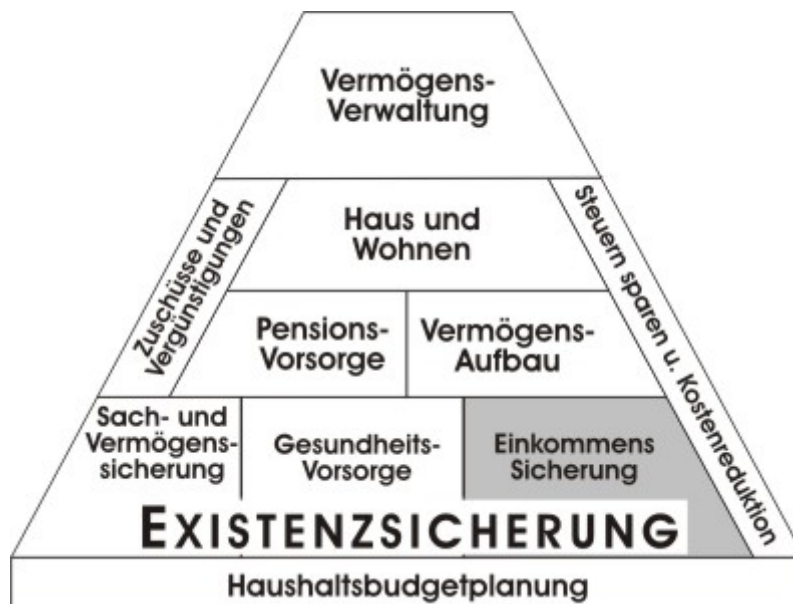 Vermögens-
Verwaltung
Zuschüsse und
Vergünstigungen
Haus und
Wohnen
Steuern sparen u. Kostenreduktion
Pensions-
Vorsorge
Vermögens-
Aufbau
Sach- und
Vermögens-
sicherung
Gesundheits-
Vorsorge
Einkommens
Sicherung
EXISTENZSICHERUNG
Haushaltsbudgetplanung